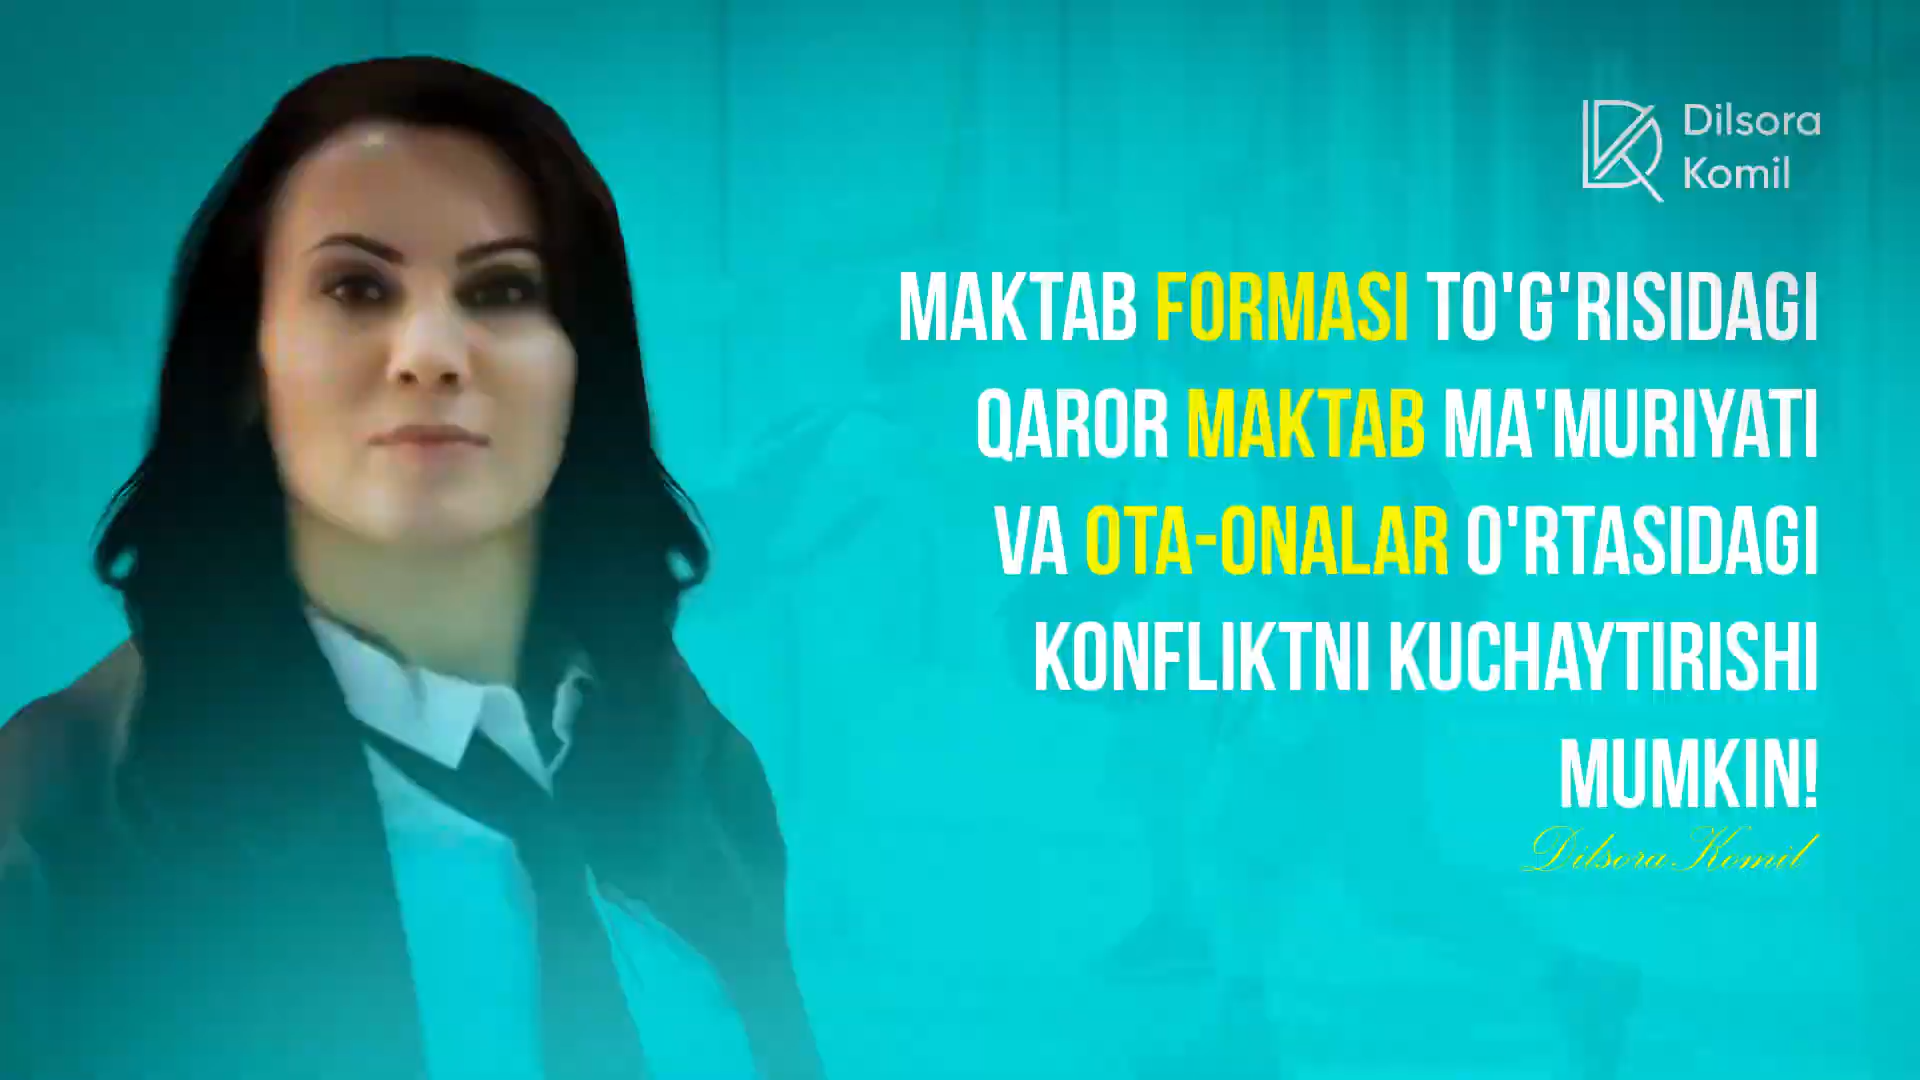 Dilsora
Komil
MAKTAB FORMASI TO'G'RISIDAGI
QAROR MAKTAB MA'MURIYATI
VA OTA-ONALAR O'RTASIDAGI
KONFLIKTNI KUCHAYTIRISHI
MUMKIN!
Dilsora Komil